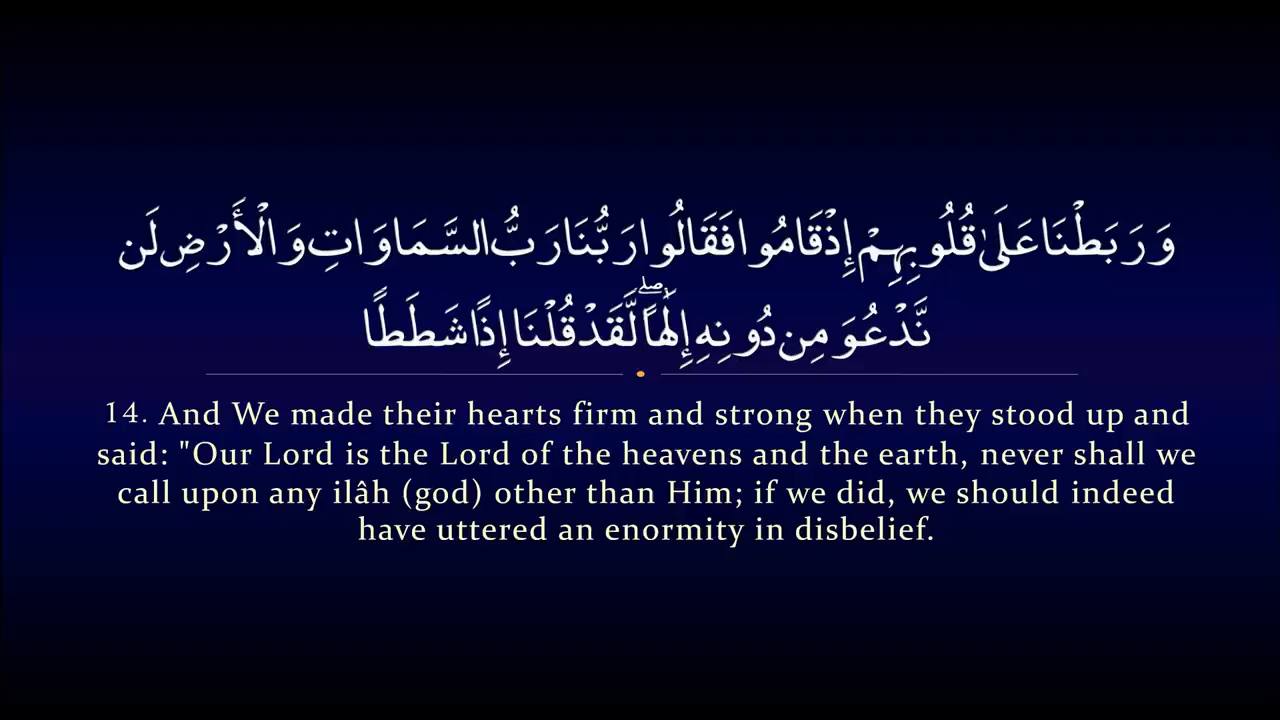 وَرَبَطْنَا عَلَىٰ قُلُوبِهِمْ إِذْ قَامُوا فَقَالُوا رَبُّنَا رَبُّ السَّمَاوَاتِ وَالْأَرْضِ لَن
نَّدْعُوَ مِن دُونِهِ إِلَٰهًا ۖ لَّقَدْ قُلْنَا إِذًا شَطَطًا
14. And We made their hearts firm and strong when they stood up and
said: "Our Lord is the Lord of the heavens and the earth, never shall we
call upon any ilâh (god) other than Him; if we did, we should indeed
have uttered an enormity in disbelief.